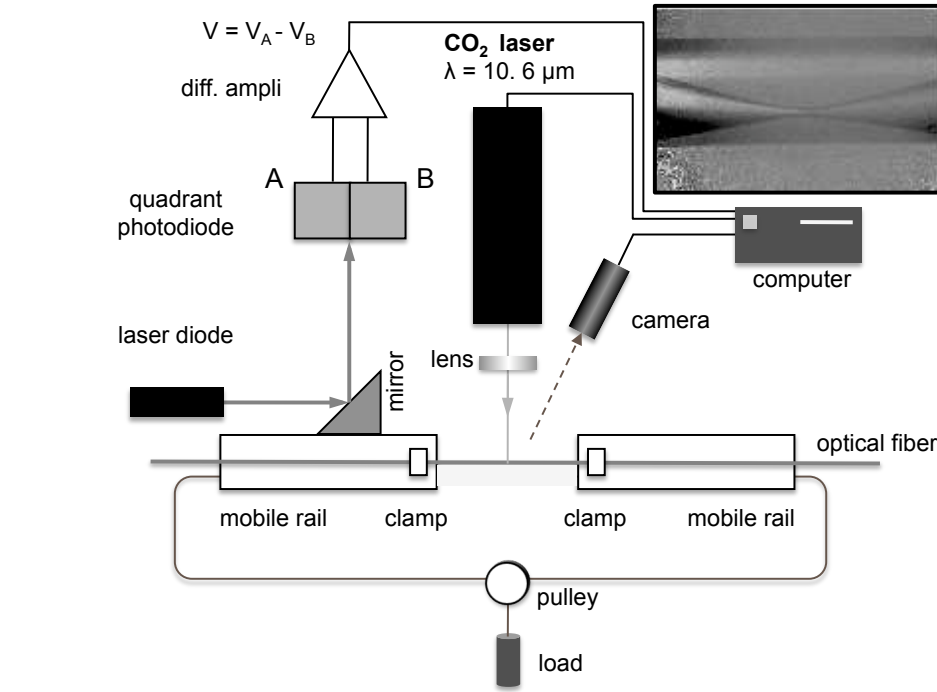 V = V_A - V_B
diff. ampli
CO₂ laser
λ = 10. 6 µm
A
B
quadrant
photodiode
computer
camera
laser diode
lens
mirror
optical fiber
mobile rail
clamp
clamp
mobile rail
pulley
load